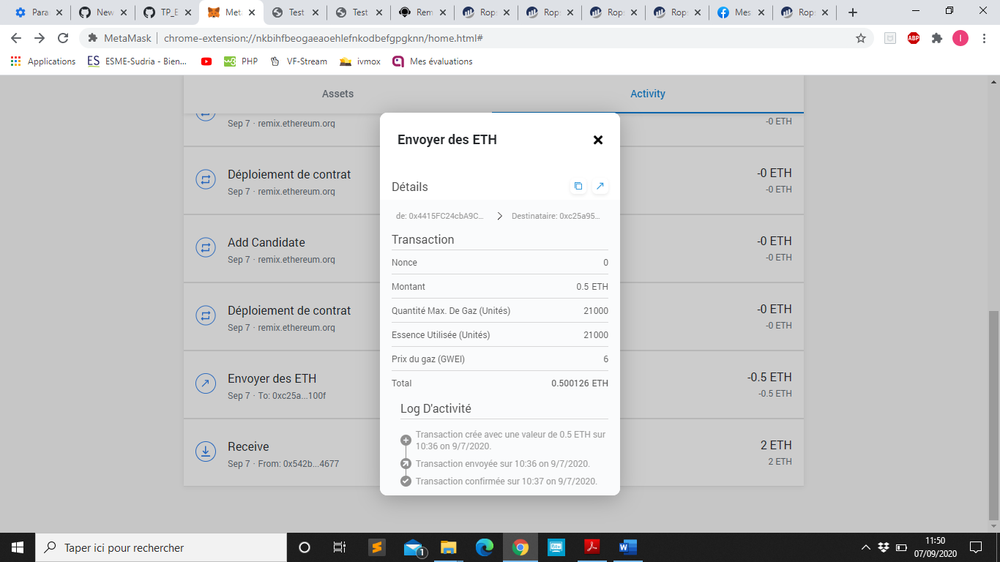 Para
New
TP_E
Meta
Test
Test
Rem
Rops
Rops
Rops
Rops
Mes
Rops
MetaMask | chrome-extension://nkbihfbeogaeaoehlefnkodbefgpgknn/home.html#
ABP
I
Applications
ES ESME-Sudria - Bien...
PHP
VF-Stream
ivmox
Mes évaluations
Assets
Activity
Sep 7 · remix.ethereum.org
-0 ETH
Déploiement de contrat
-0 ETH
Sep 7 · remix.ethereum.org
-0 ETH
Add Candidate
-0 ETH
Sep 7 · remix.ethereum.org
-0 ETH
Déploiement de contrat
-0 ETH
Sep 7 · remix.ethereum.org
-0 ETH
Envoyer des ETH
-0.5 ETH
Sep 7 · To: 0xc25a...100f
-0.5 ETH
Receive
2 ETH
Sep 7 · From: 0x542b...4677
2 ETH
Envoyer des ETH
Détails
de: 0x4415FC24cbA9C...
Destinataire: 0xc25a95...
Transaction
Nonce 0
Montant 0.5 ETH
Quantité Max. De Gaz (Unités) 21000
Essence Utilisée (Unités) 21000
Prix du gaz (GWEI) 6
Total 0.500126 ETH
Log D'activité
Transaction crée avec une valeur de 0.5 ETH sur
10:36 on 9/7/2020.
Transaction envoyée sur 10:36 on 9/7/2020.
Transaction confirmée sur 10:37 on 9/7/2020.
Taper ici pour rechercher
1
11:50
07/09/2020